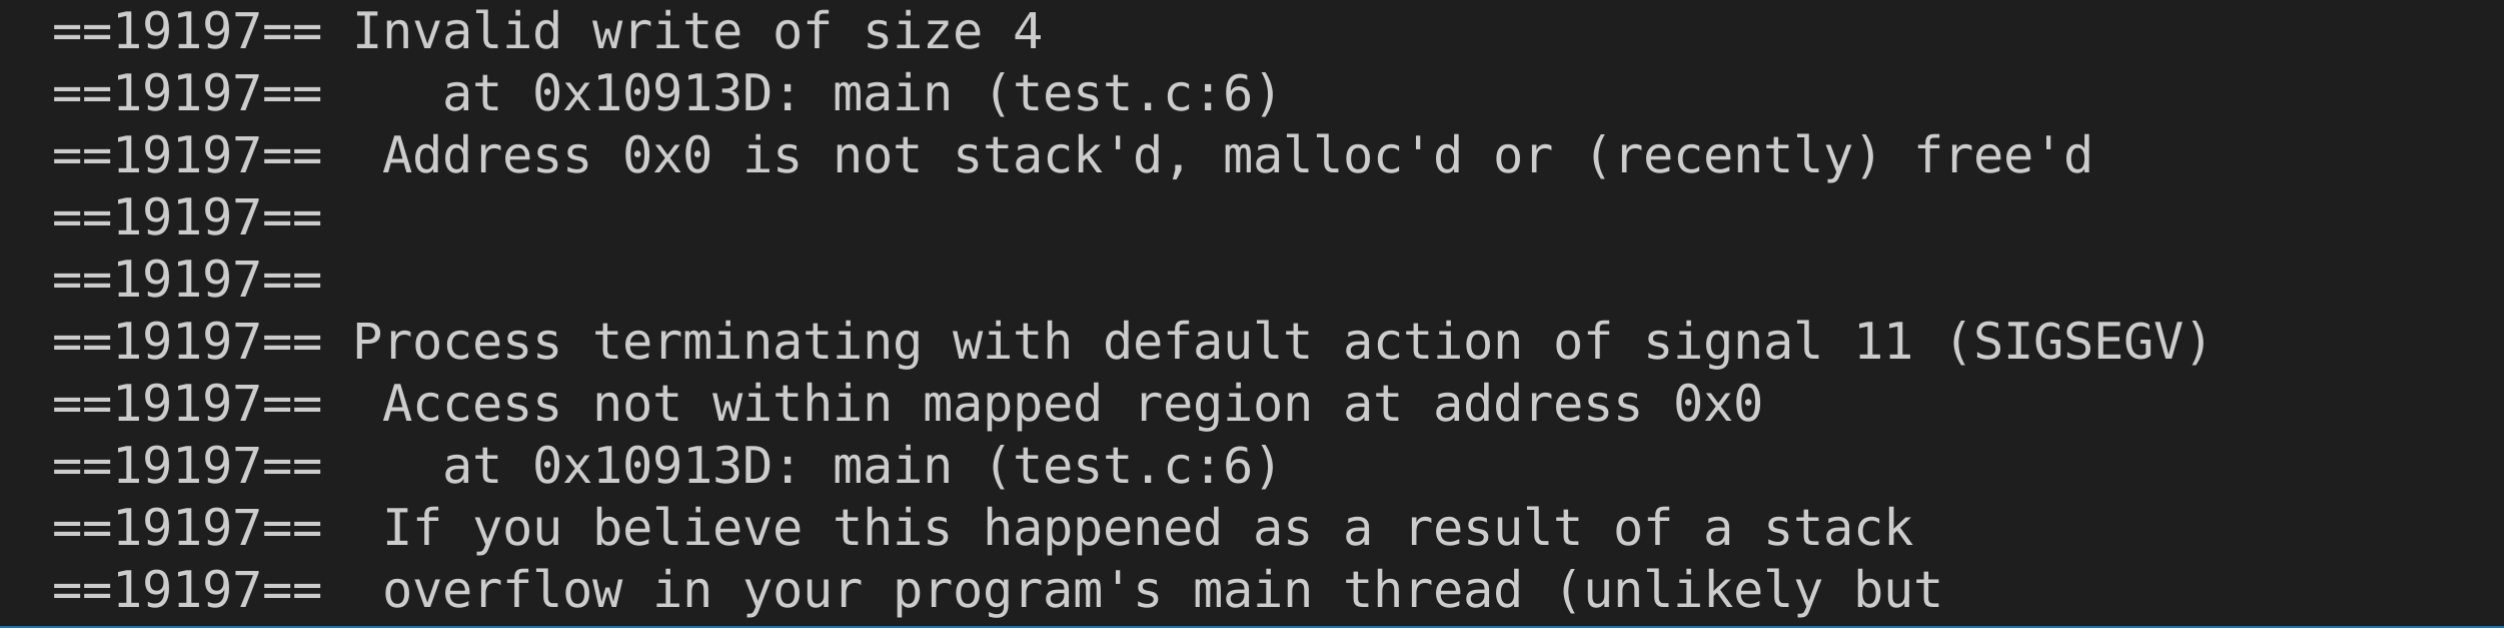 ==19197== Invalid write of size 4
==19197==    at 0x10913D: main (test.c:6)
==19197==  Address 0x0 is not stack'd, malloc'd or (recently) free'd
==19197==
==19197==
==19197== Process terminating with default action of signal 11 (SIGSEGV)
==19197==  Access not within mapped region at address 0x0
==19197==    at 0x10913D: main (test.c:6)
==19197==  If you believe this happened as a result of a stack
==19197==  overflow in your program's main thread (unlikely but